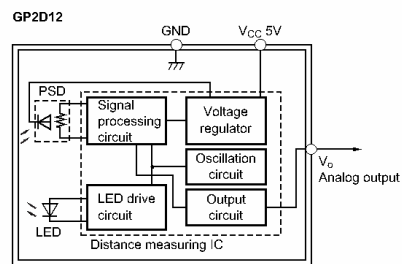 GP2D12
GND
VCC 5V
PSD
Signal
processing
circuit
Voltage
regulator
Oscillation
circuit
Vo
Analog output
LED drive
circuit
Output
circuit
LED
Distance measuring IC